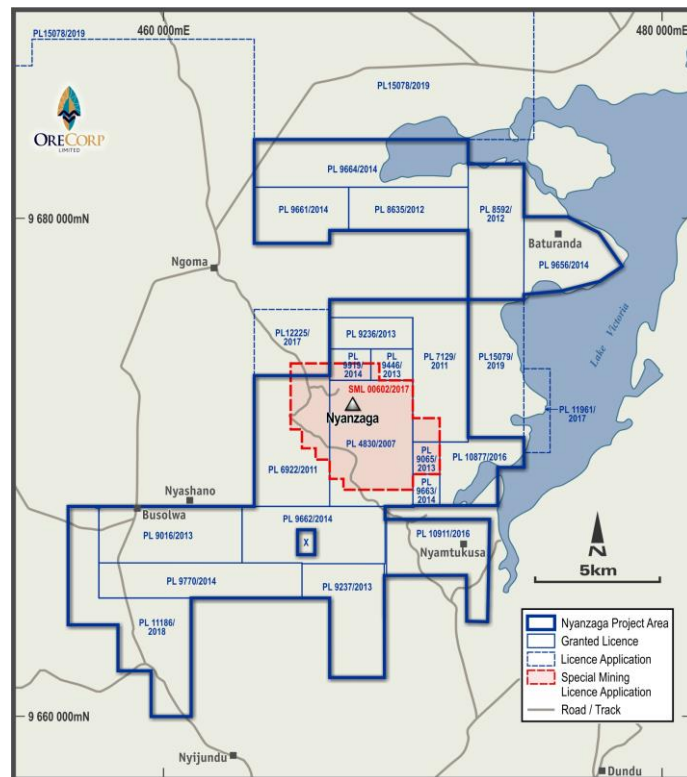 460 000mE
480 000mE
PL15078/2019
PL15078/2019
ORECORP
LIMITED
PL 9664/2014
PL 9661/2014
PL 8635/2012
PL 8592/
2012
9 680 000mN
Baturanda
PL 9656/2014
Ngoma
Lake Victoria
PL12225/
2017
PL 9236/2013
PL 7129/
2011
PL15079/
2019
PL
9919/
2014
PL
9446/
2013
SML 00602/2017
PL 11961/
2017
Nyanzaga
PL 4830/2007
PL
9065/
2013
PL 10877/2016
PL 6922/2011
PL
9663/
2014
Nyashano
Busolwa
PL 9016/2013
PL 9662/2014
X
PL 10911/2016
Nyamtukusa
N
5km
PL 9770/2014
PL 9237/2013
PL 11186/
2018
Nyanzaga Project Area
Granted Licence
Licence Application
Special Mining
Licence Application
Road / Track
9 660 000mN
Nyijundu
Dundu